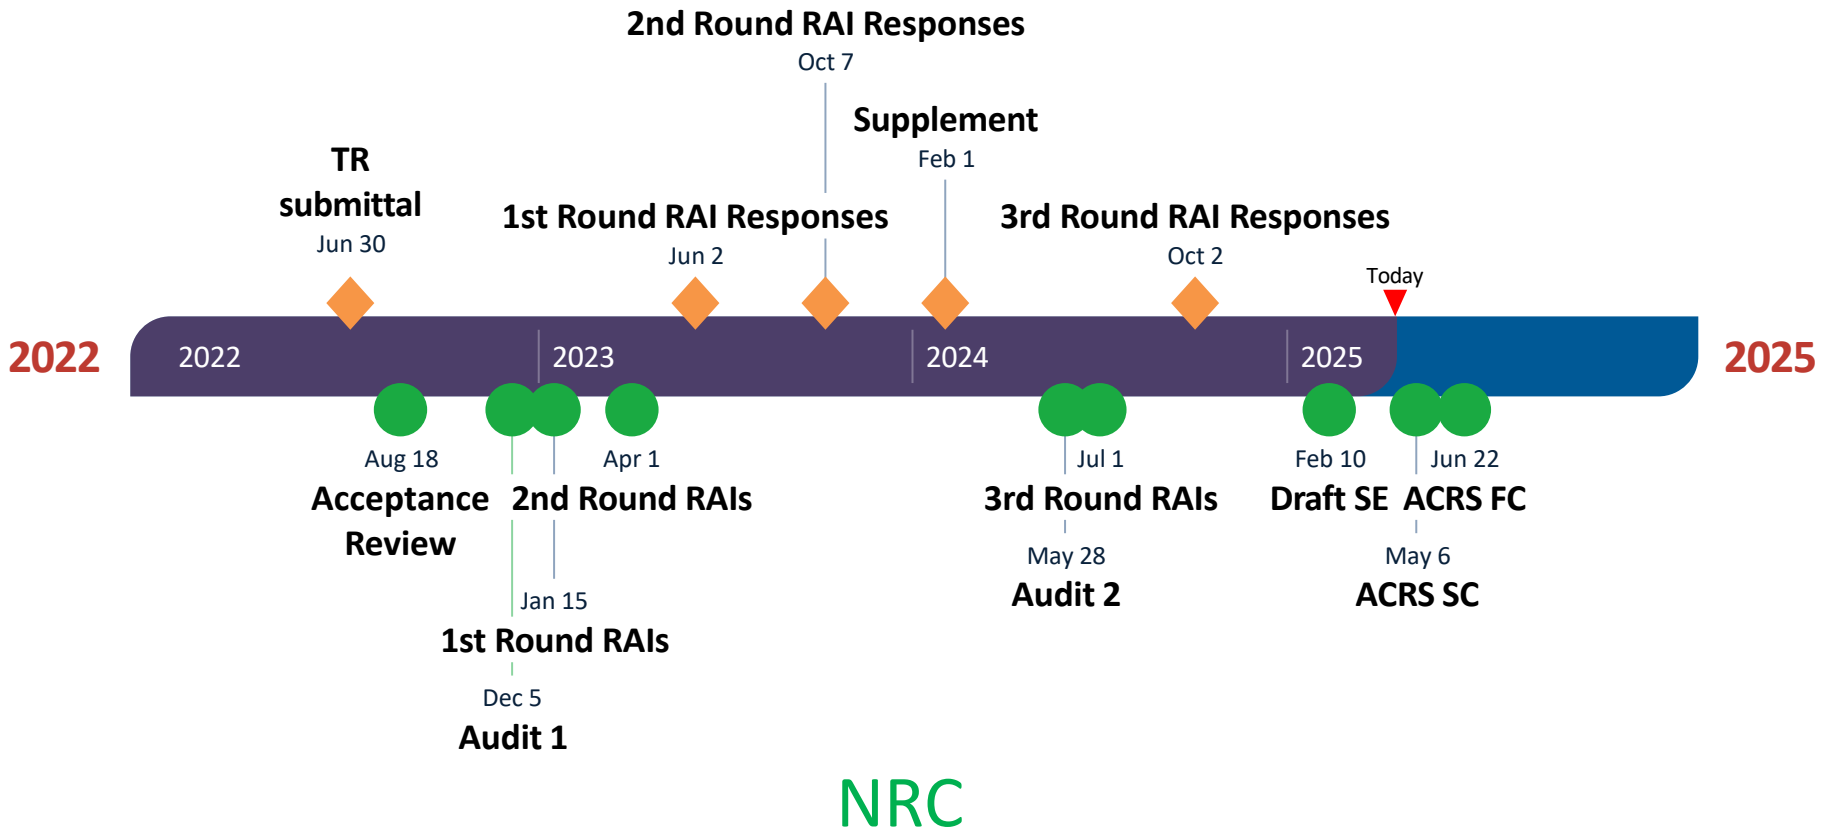 2nd Round RAI Responses
Oct 7
Supplement
Feb 1
TR
submittal
Jun 30
1st Round RAI Responses
Jun 2
3rd Round RAI Responses
Oct 2
Today
2022
2022
2023
2024
2025
2025
Aug 18
Acceptance
Review
Apr 1
2nd Round RAIs
Jan 15
1st Round RAIs
Dec 5
Audit 1
Jul 1
3rd Round RAIs
May 28
Audit 2
Feb 10
Draft SE
Jun 22
ACRS FC
May 6
ACRS SC
NRC